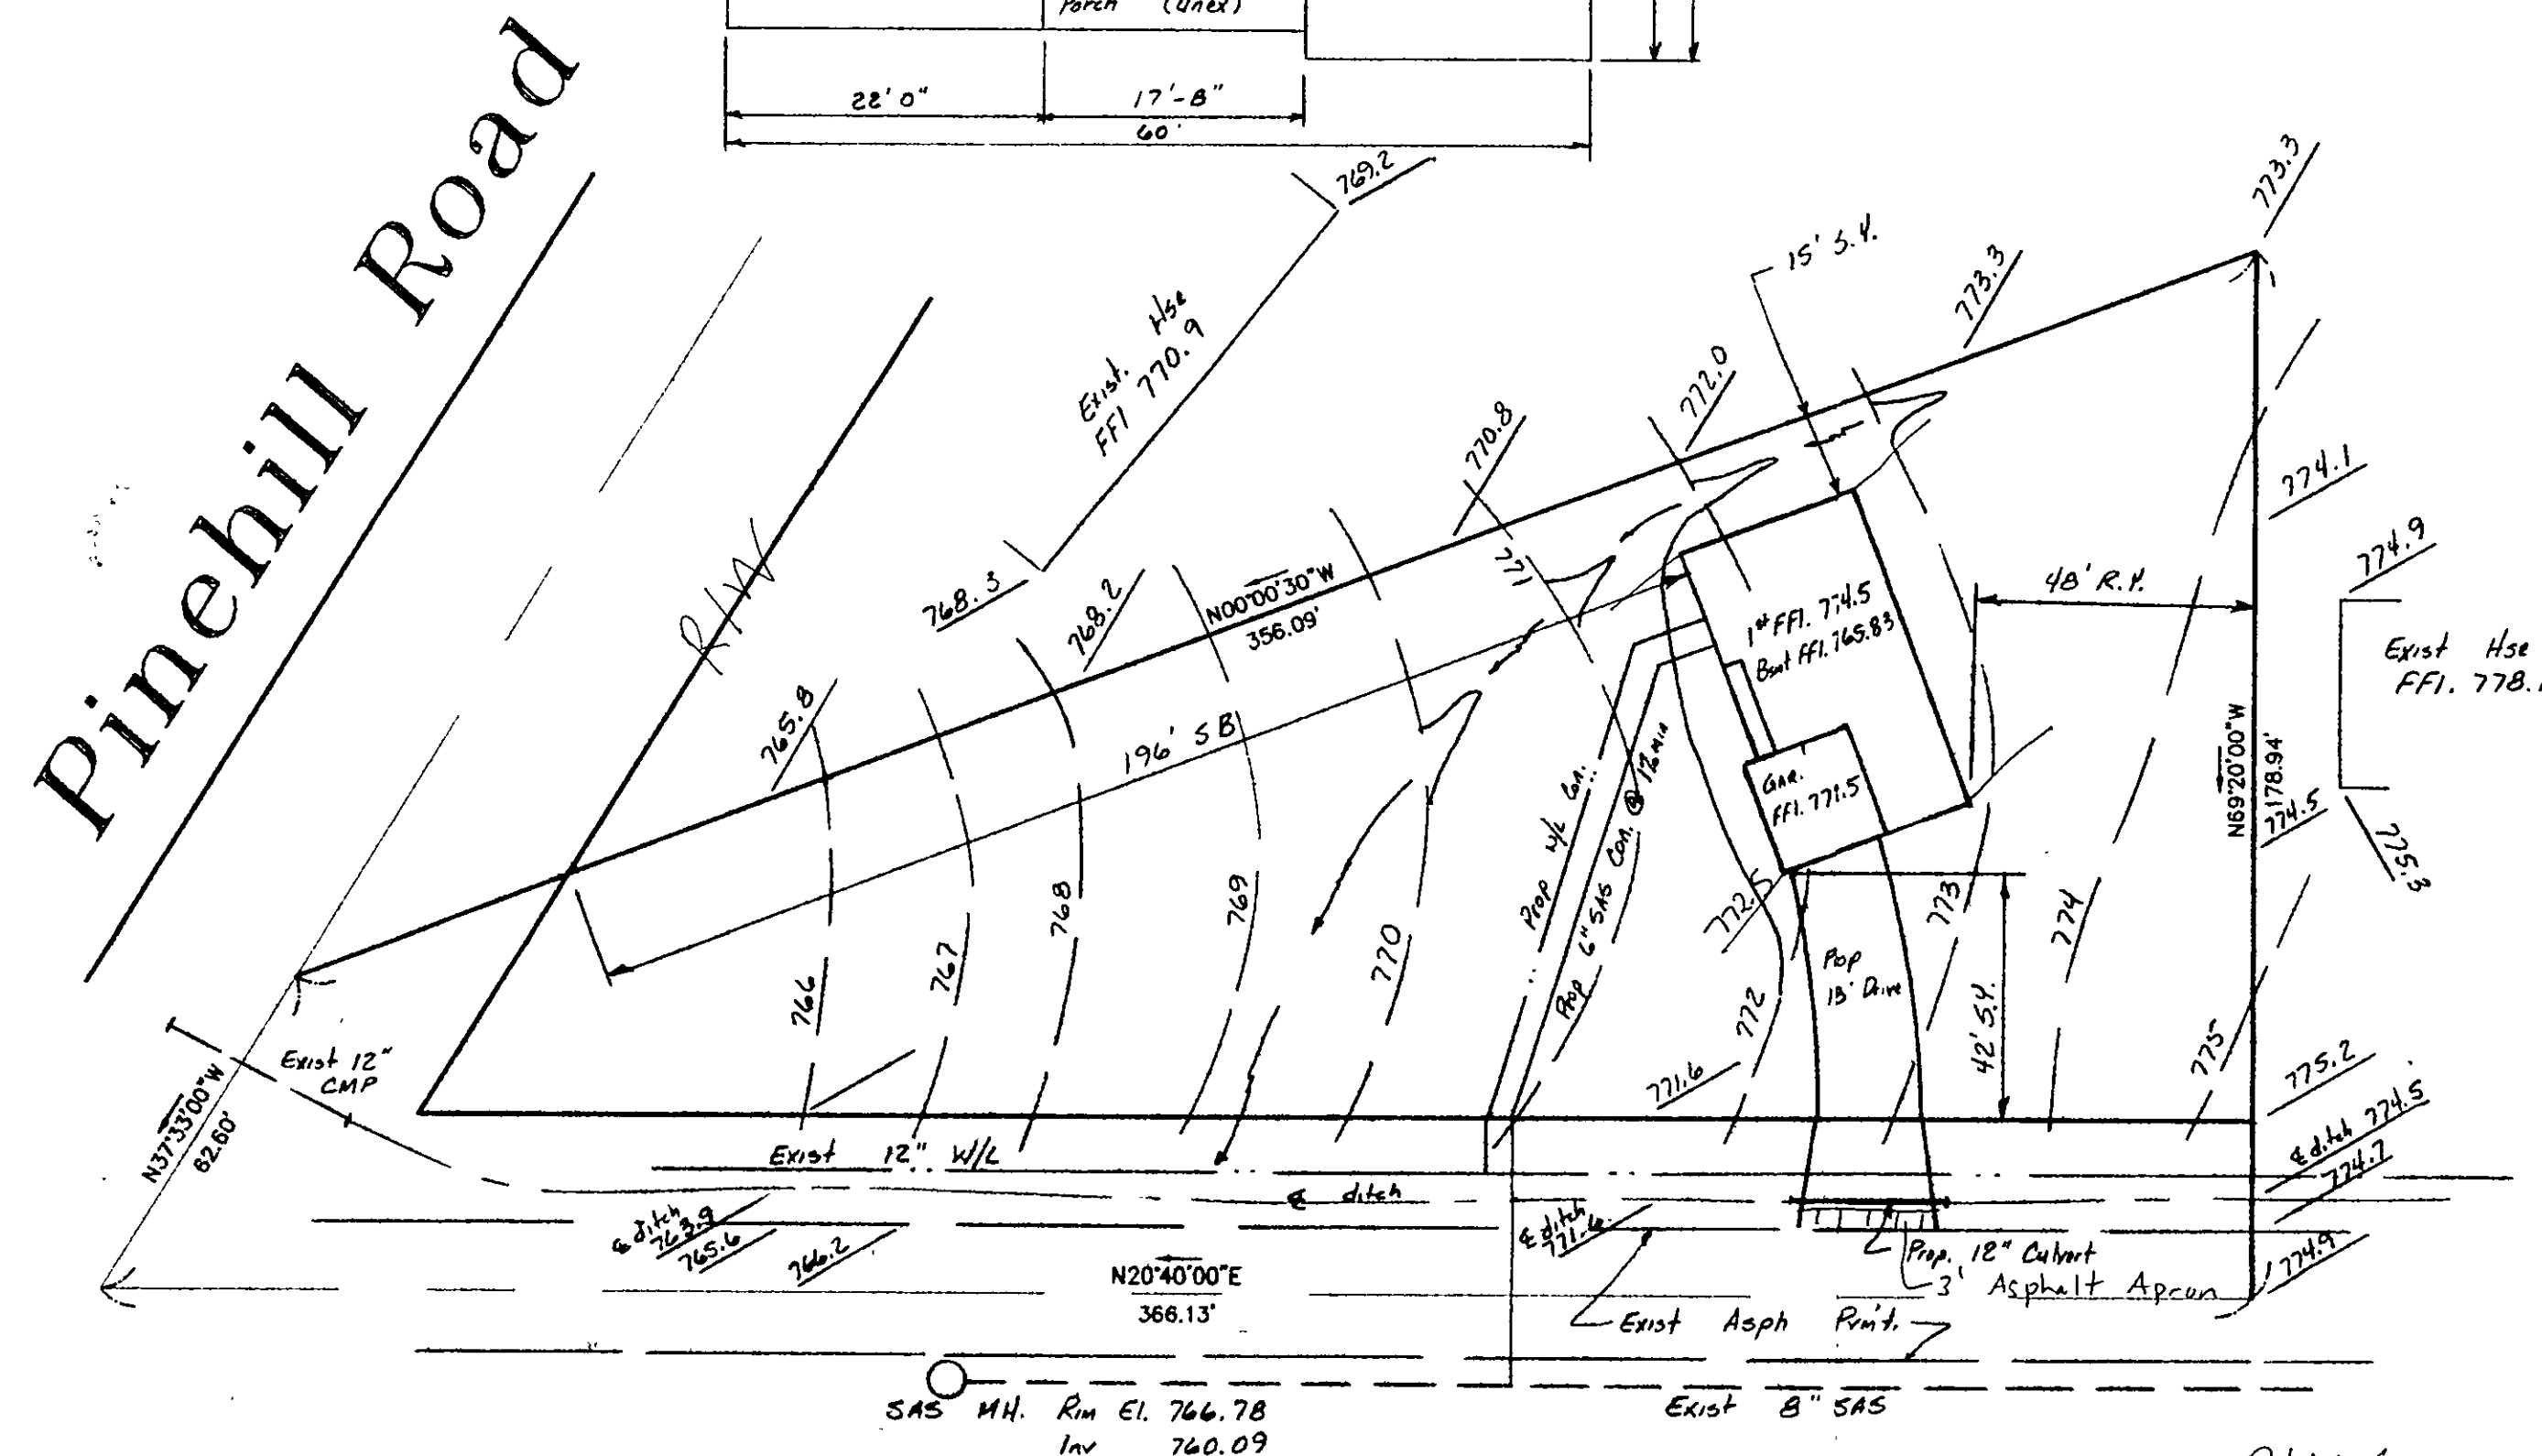 Porch (Unex)
22' 0"
17'-8"
60'
Pinehill Road
769.2
773.3
15' S.Y.
773.3
Exist. Hse
FFl 770.9
772.0
770.8
774.1
774.9
R/W
768.3
768.2
N00°00'30"W
356.09'
771
1st FFl. 774.5
Bsmt FFl. 765.83
48' R.Y.
Exist Hse
FFl. 778.
765.8
196' SB
N69°20'00"W
178.94'
774.5
775.3
GAR.
FFl. 771.5
Prop W/L Con.
Prop 6" SAS Con. @ 1% MIN
772.5
766
767
768
769
770
772
773
774
775
Prop
18' Drive
42' S.Y.
Exist 12"
CMP
N37°33'00"W
62.60'
771.6
775.2
Exist 12" W/L
℄ ditch 774.5
774.7
℄ ditch
℄ ditch
763.9
765.6
766.2
℄ ditch
771.6
774.9
N20°40'00"E
366.13'
Prop. 12" Culvert
3' Asphalt Apron
Exist Asph Pvm't.
SAS MH. Rim El. 766.78
Inv 760.09
Exist 8" SAS